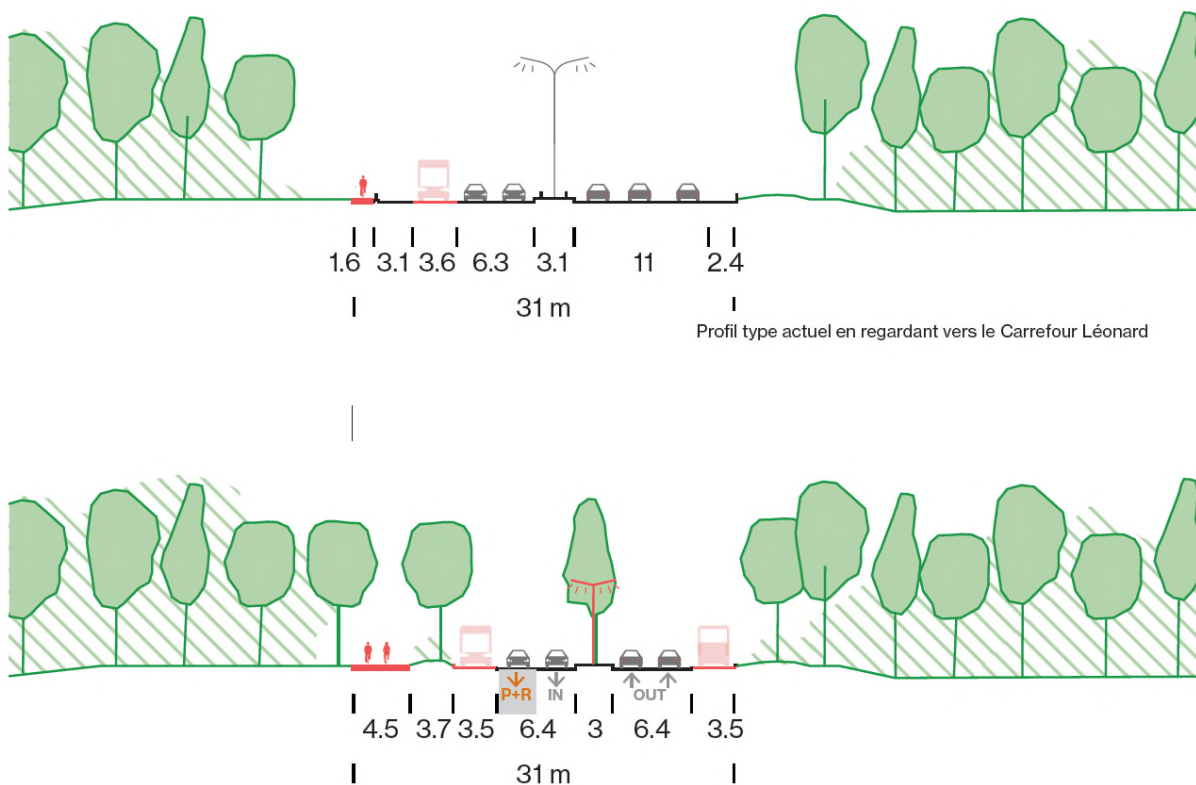 1.6 3.1 3.6 6.3 3.1 11 2.4
31 m
Profil type actuel en regardant vers le Carrefour Léonard
P+R IN OUT
4.5 3.7 3.5 6.4 3 6.4 3.5
31 m